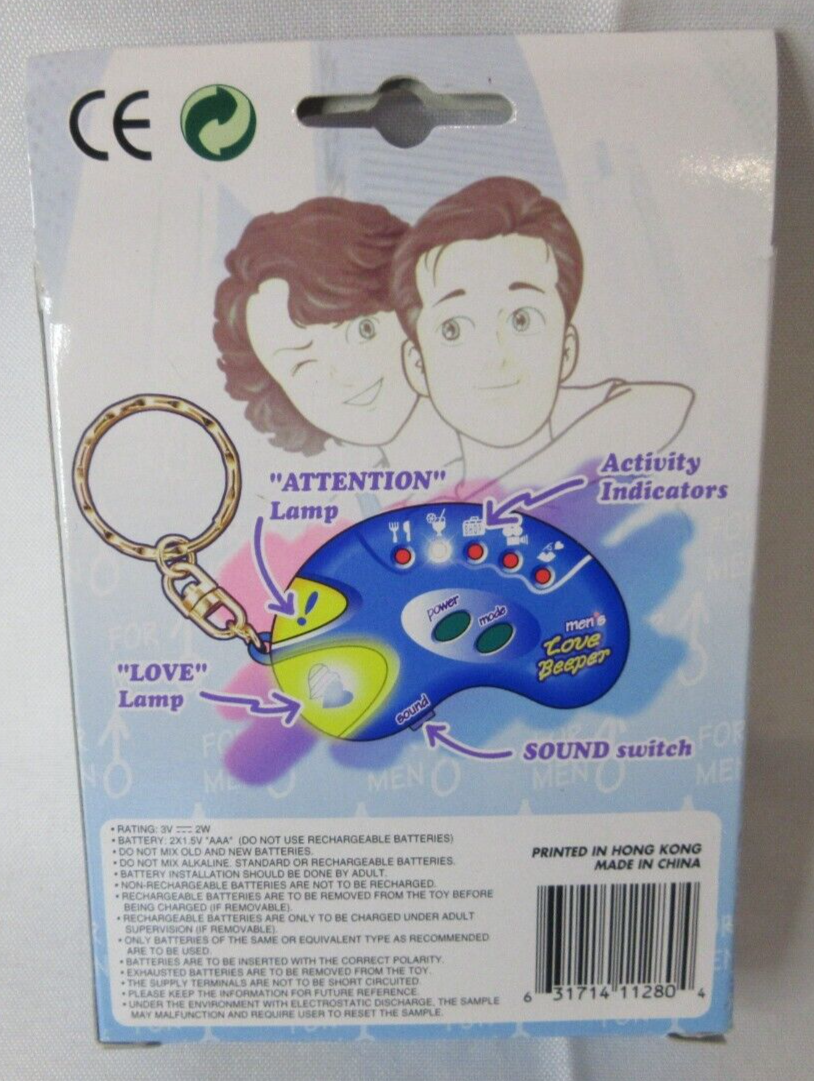 CE
"ATTENTION"
Lamp
Activity
Indicators
power
mode
men's
Love
Beeper
"LOVE"
Lamp
sound
SOUND switch
FOR
MEN
FOR
MEN
FOR
MEN
• RATING: 3V 2W
• BATTERY: 2X1.5V "AAA" (DO NOT USE RECHARGEABLE BATTERIES)
• DO NOT MIX OLD AND NEW BATTERIES.
• DO NOT MIX ALKALINE. STANDARD OR RECHARGEABLE BATTERIES.
• BATTERY INSTALLATION SHOULD BE DONE BY ADULT.
• NON-RECHARGEABLE BATTERIES ARE NOT TO BE RECHARGED.
• RECHARGEABLE BATTERIES ARE TO BE REMOVED FROM THE TOY BEFORE
BEING CHARGED (IF REMOVABLE).
• RECHARGEABLE BATTERIES ARE ONLY TO BE CHARGED UNDER ADULT
SUPERVISION (IF REMOVABLE).
• ONLY BATTERIES OF THE SAME OR EQUIVALENT TYPE AS RECOMMENDED
ARE TO BE USED.
• BATTERIES ARE TO BE INSERTED WITH THE CORRECT POLARITY.
• EXHAUSTED BATTERIES ARE TO BE REMOVED FROM THE TOY.
• THE SUPPLY TERMINALS ARE NOT TO BE SHORT CIRCUITED.
• PLEASE KEEP THE INFORMATION FOR FUTURE REFERENCE.
• UNDER THE ENVIRONMENT WITH ELECTROSTATIC DISCHARGE, THE SAMPLE
MAY MALFUNCTION AND REQUIRE USER TO RESET THE SAMPLE.
PRINTED IN HONG KONG
MADE IN CHINA
6 31714 11280 4